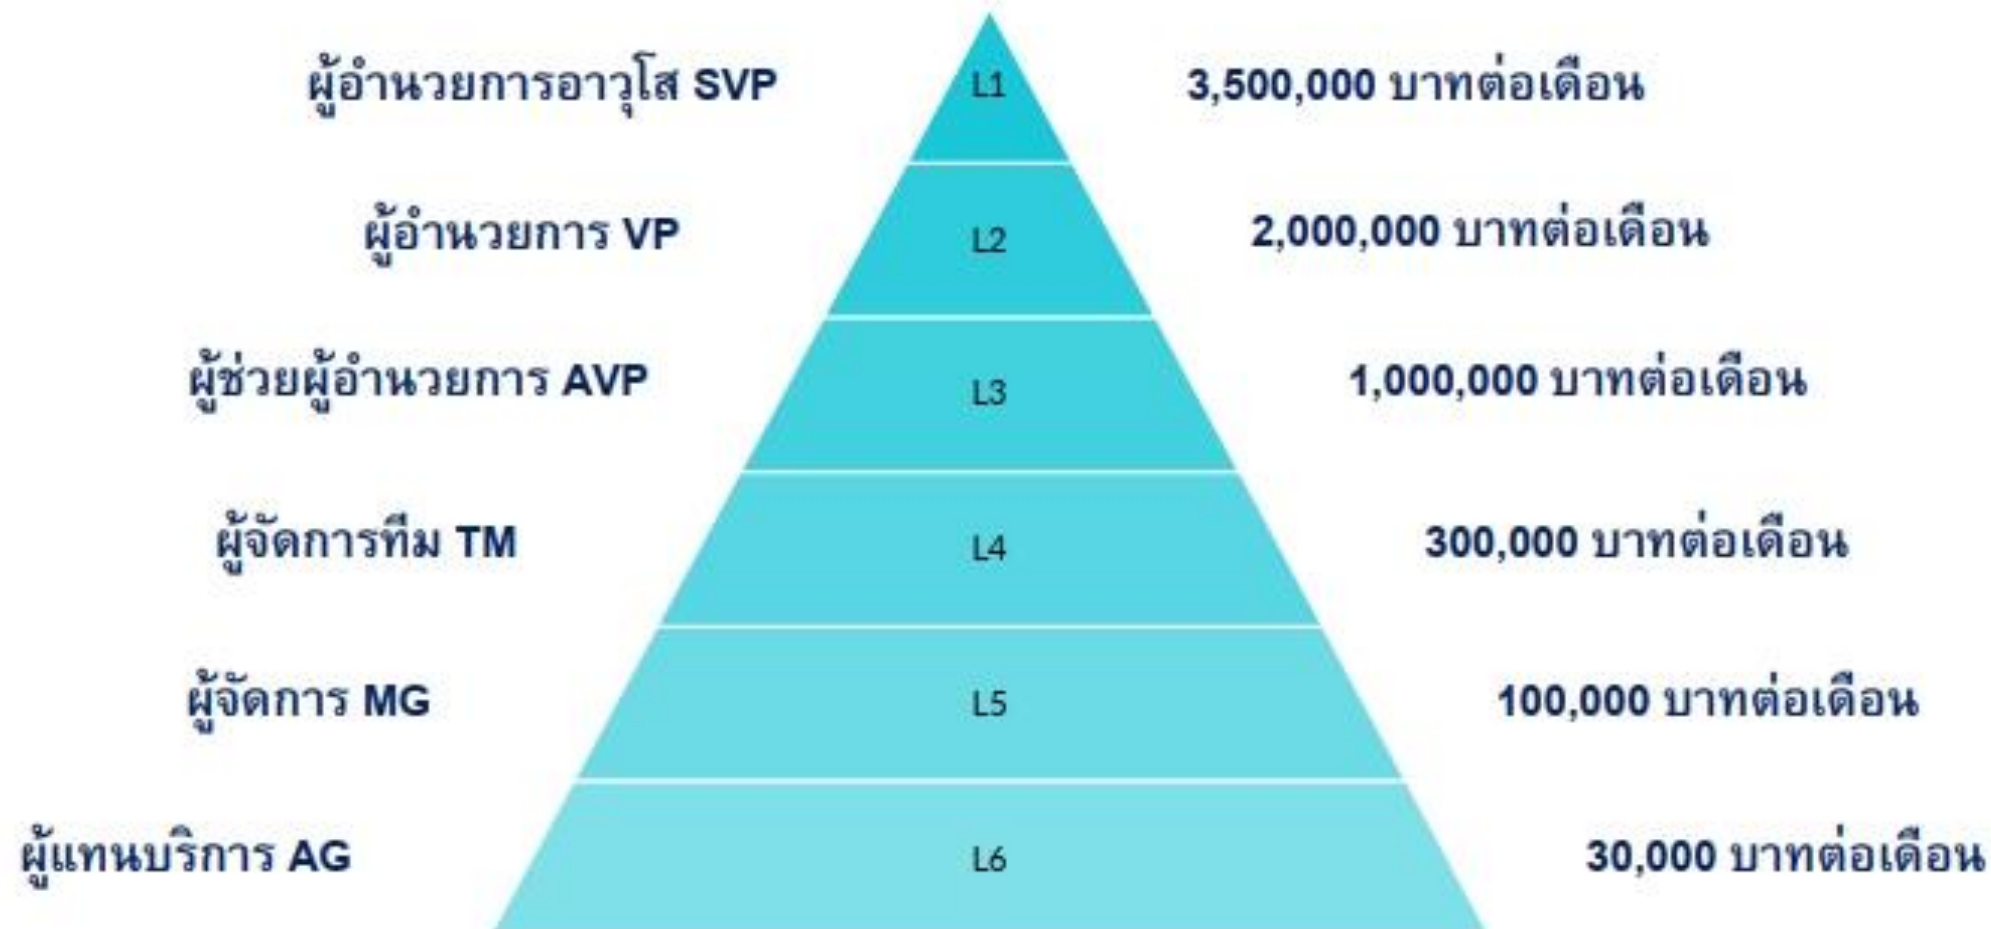 ผู้อำนวยการอาวุโส SVP L1 3,500,000 บาทต่อเดือน
ผู้อำนวยการ VP L2 2,000,000 บาทต่อเดือน
ผู้ช่วยผู้อำนวยการ AVP L3 1,000,000 บาทต่อเดือน
ผู้จัดการทีม TM L4 300,000 บาทต่อเดือน
ผู้จัดการ MG L5 100,000 บาทต่อเดือน
ผู้แทนบริการ AG L6 30,000 บาทต่อเดือน